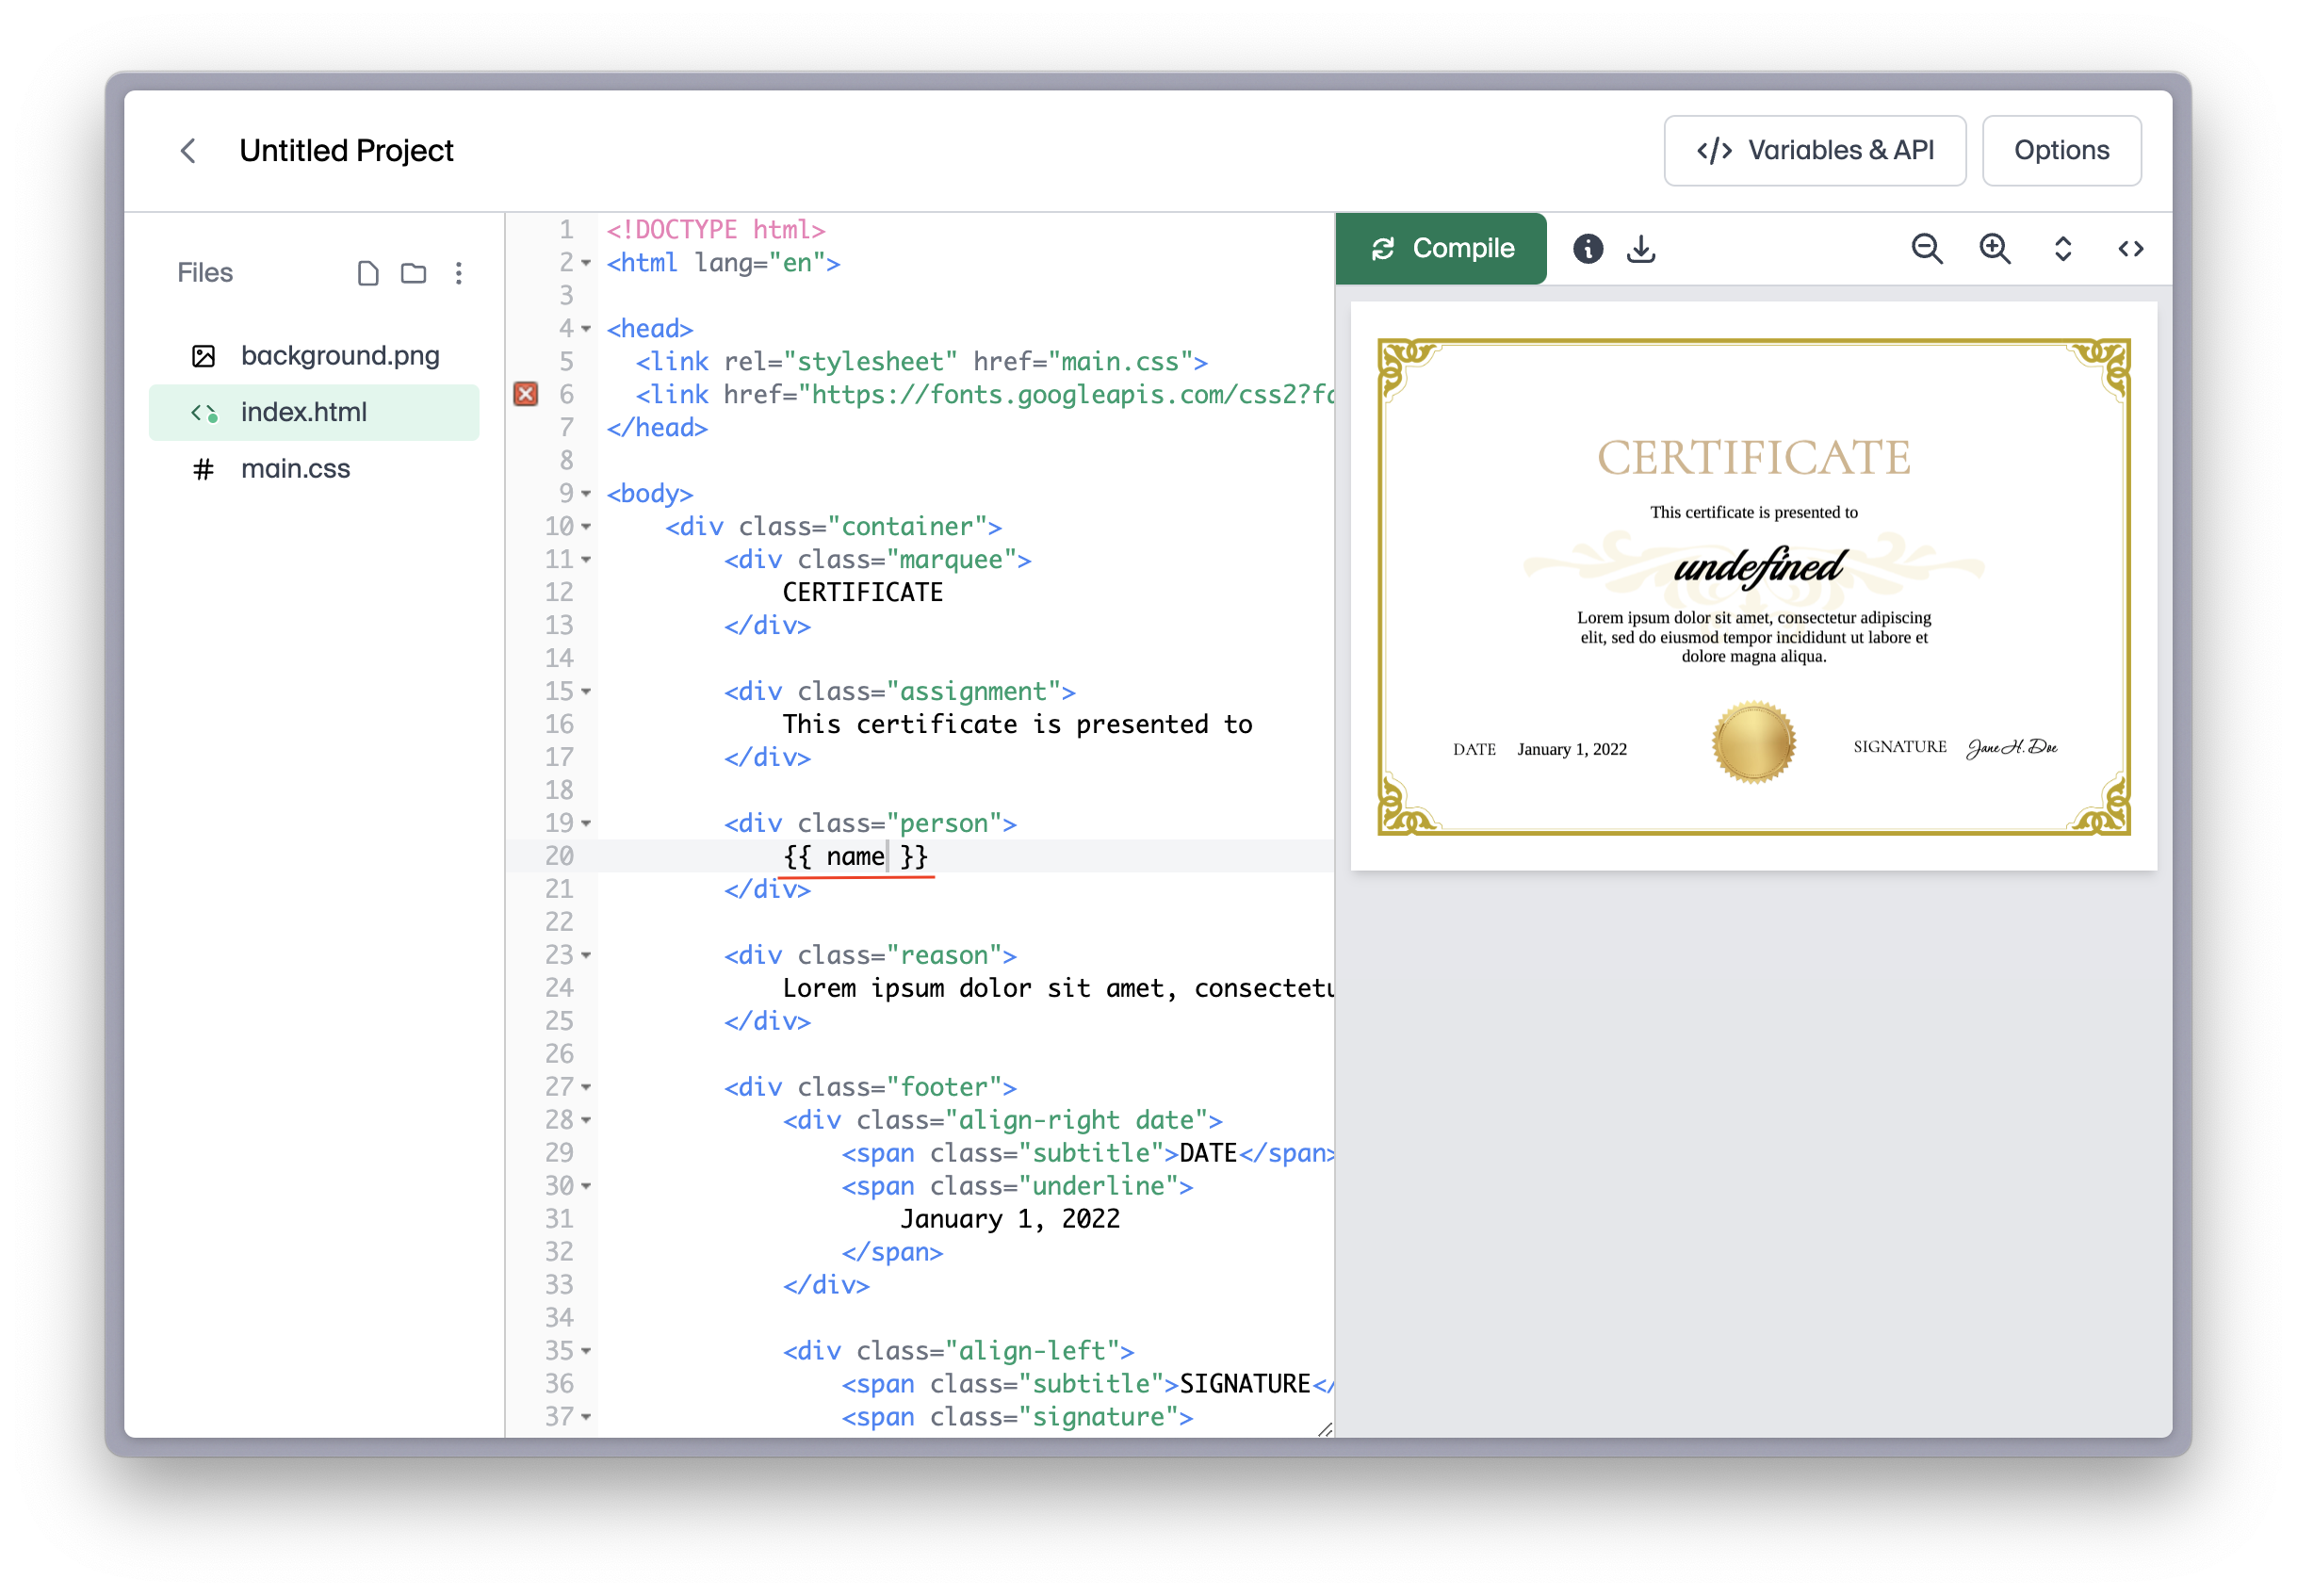 Untitled Project
</> Variables & API
Options
Files
background.png
index.html
main.css
1 <!DOCTYPE html>
2 <html lang="en">
3
4 <head>
5 <link rel="stylesheet" href="main.css">
6 <link href="https://fonts.googleapis.com/css2?fa
7 </head>
8
9 <body>
10 <div class="container">
11 <div class="marquee">
12 CERTIFICATE
13 </div>
14
15 <div class="assignment">
16 This certificate is presented to
17 </div>
18
19 <div class="person">
20 {{ name }}
21 </div>
22
23 <div class="reason">
24 Lorem ipsum dolor sit amet, consectetu
25 </div>
26
27 <div class="footer">
28 <div class="align-right date">
29 <span class="subtitle">DATE</span>
30 <span class="underline">
31 January 1, 2022
32 </span>
33 </div>
34
35 <div class="align-left">
36 <span class="subtitle">SIGNATURE</
37 <span class="signature">
Compile
CERTIFICATE
This certificate is presented to
undefined
Lorem ipsum dolor sit amet, consectetur adipiscing
elit, sed do eiusmod tempor incididunt ut labore et
dolore magna aliqua.
DATE January 1, 2022
SIGNATURE Jane H. Doe